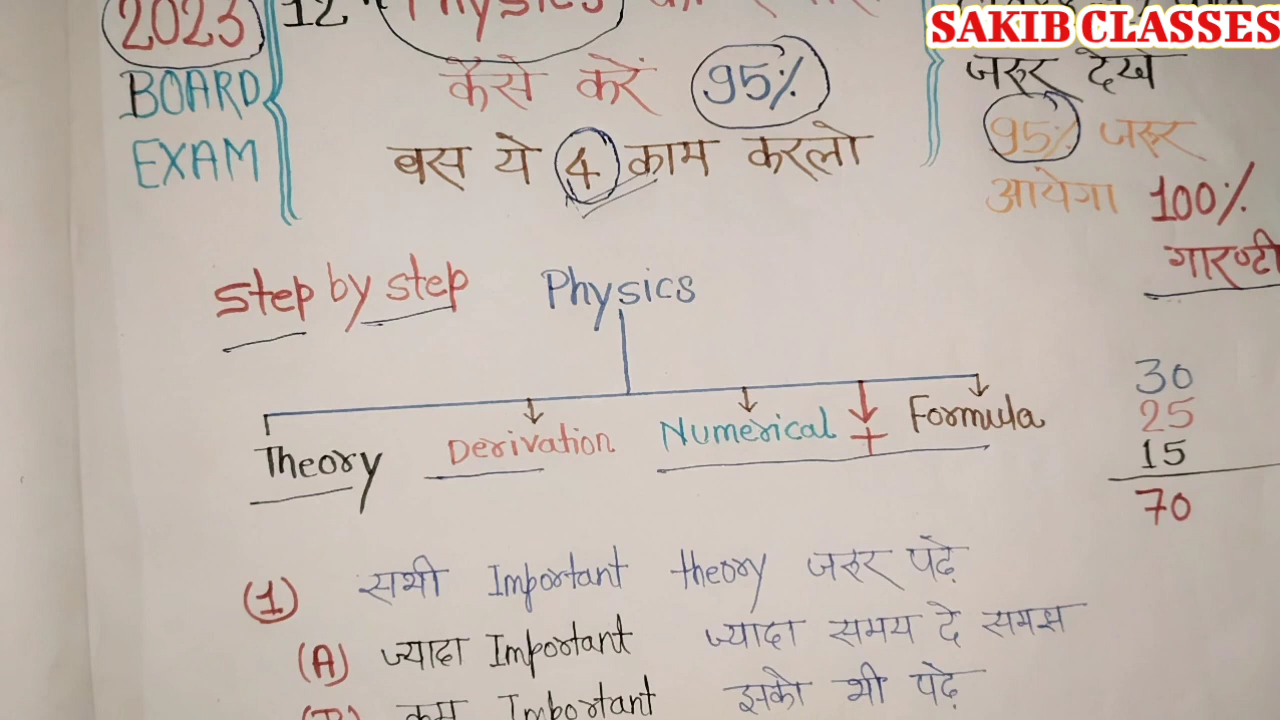 SAKIB CLASSES
2023
BOARD
EXAM
12 Physics
कैसे करें 95%
बस ये 4 काम करलो
जरूर देखे
95% जरूर
आयेगा 100%
गारण्टी
Step by step Physics
Theory Derivation Numerical + Formula
30
25
15
70
(1) सभी Important theory जरूर पढ़े
(A) ज्यादा Important ज्यादा समय दे समझ
(B) कम Important इसको भी पढ़े